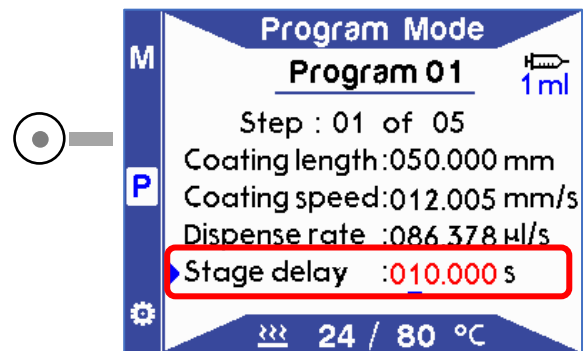 Program Mode
M
Program 01
1 ml
Step : 01 of 05
Coating length :050.000 mm
P
Coating speed :012.005 mm/s
Dispense rate :086.378 µl/s
Stage delay :010.000 s
24 / 80 °C